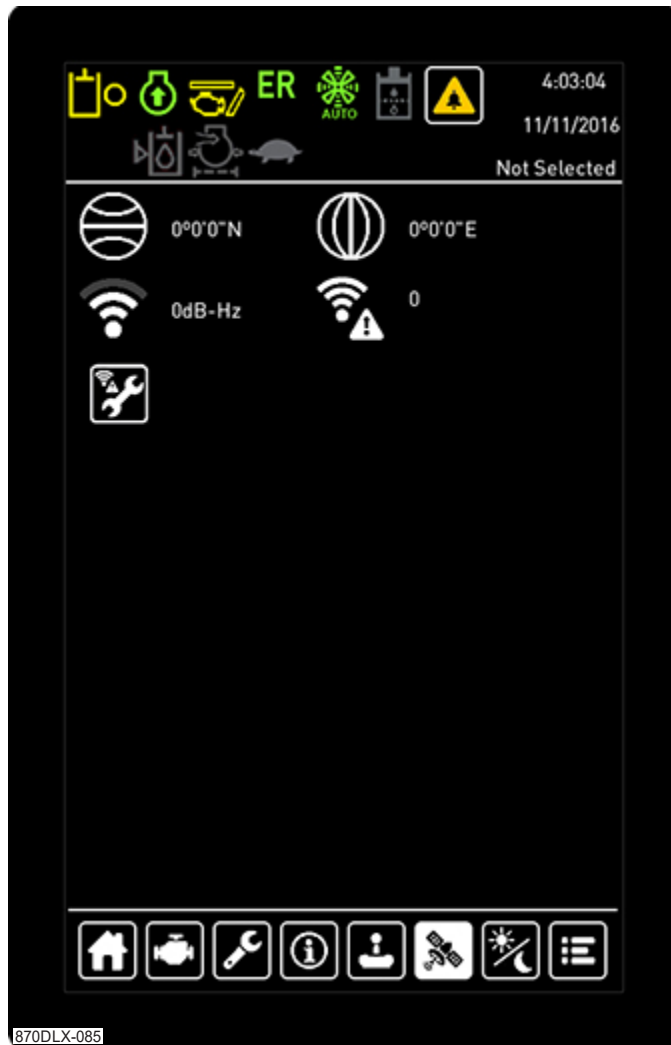 ER
AUTO
4:03:04
11/11/2016
Not Selected
0º0'0"N
0º0'0"E
0dB-Hz
0
870DLX-085